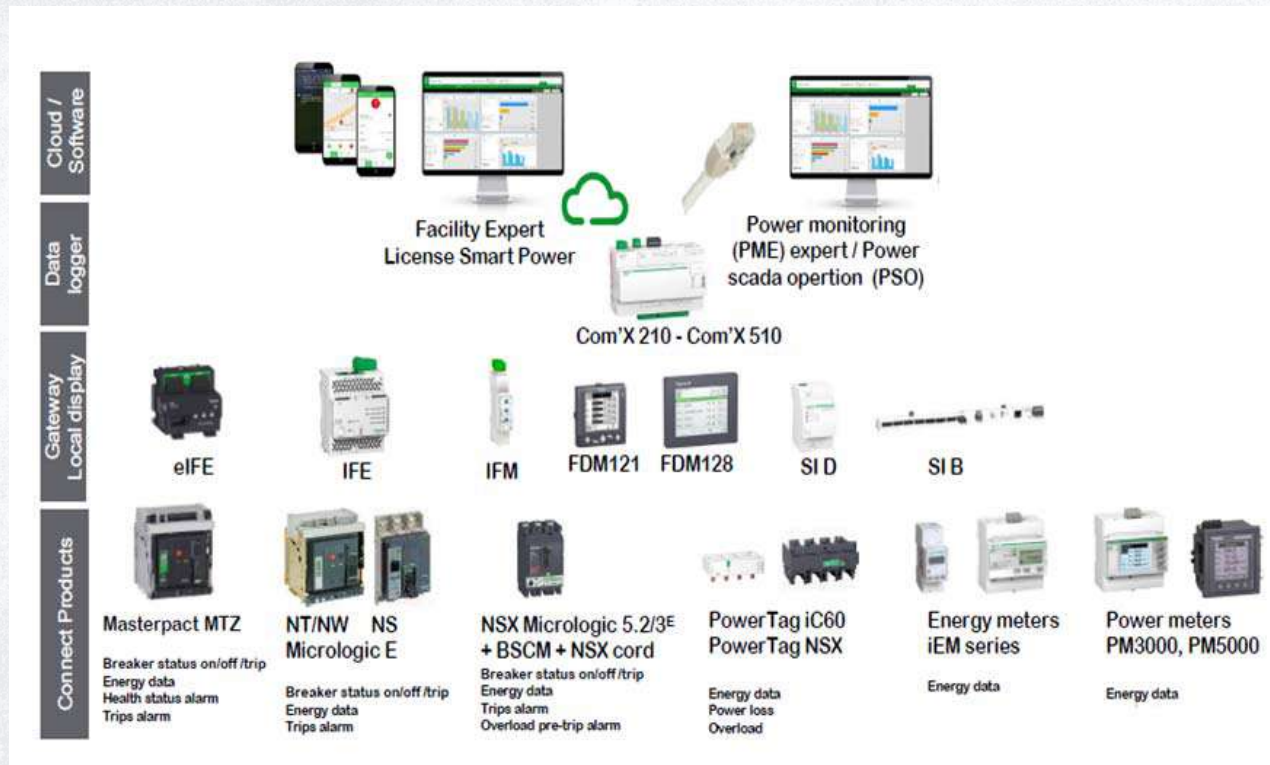 Cloud /
Software
Facility Expert
License Smart Power
Power monitoring
(PME) expert / Power
scada opertion (PSO)
Data
logger
Com'X 210 - Com'X 510
Gateway
Local display
eIFE
IFE
IFM
FDM121
FDM128
SI D
SI B
Connect Products
Masterpact MTZ
Breaker status on/off /trip
Energy data
Health status alarm
Trips alarm
NT/NW NS
Micrologic E
Breaker status on/off /trip
Energy data
Trips alarm
NSX Micrologic 5.2/3ᴱ
+ BSCM + NSX cord
Breaker status on/off /trip
Energy data
Trips alarm
Overload pre-trip alarm
PowerTag iC60
PowerTag NSX
Energy data
Power loss
Overload
Energy meters
iEM series
Energy data
Power meters
PM3000, PM5000
Energy data